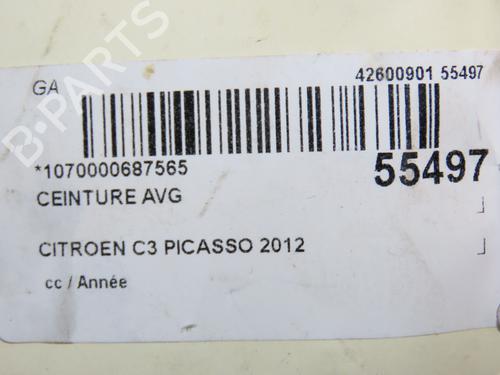 GA
42600901 55497
*1070000687565
55497
CEINTURE AVG
CITROEN C3 PICASSO 2012
cc / Année
B-PARTS